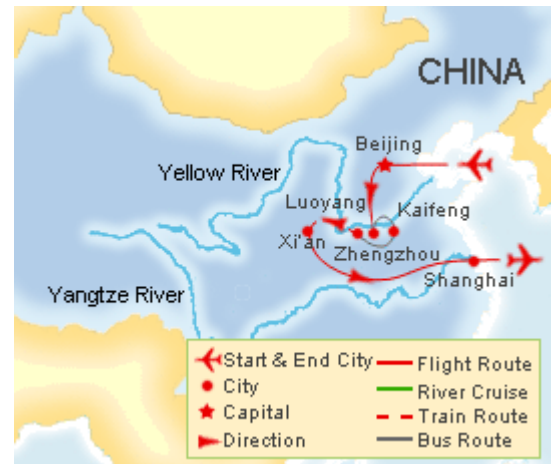 CHINA
Beijing
Yellow River
Luoyang
Kaifeng
Xi'an
Zhengzhou
Shanghai
Yangtze River
Start & End City
Flight Route
City
River Cruise
Capital
Train Route
Direction
Bus Route